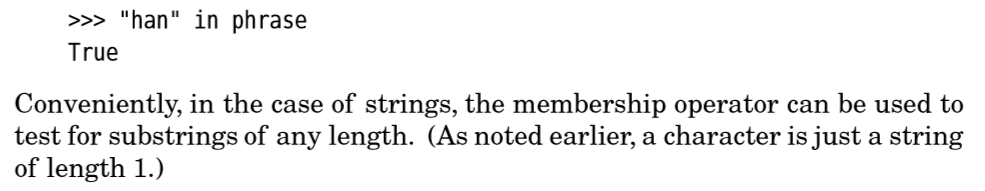 >>> "han" in phrase
True
Conveniently, in the case of strings, the membership operator can be used to
test for substrings of any length. (As noted earlier, a character is just a string
of length 1.)